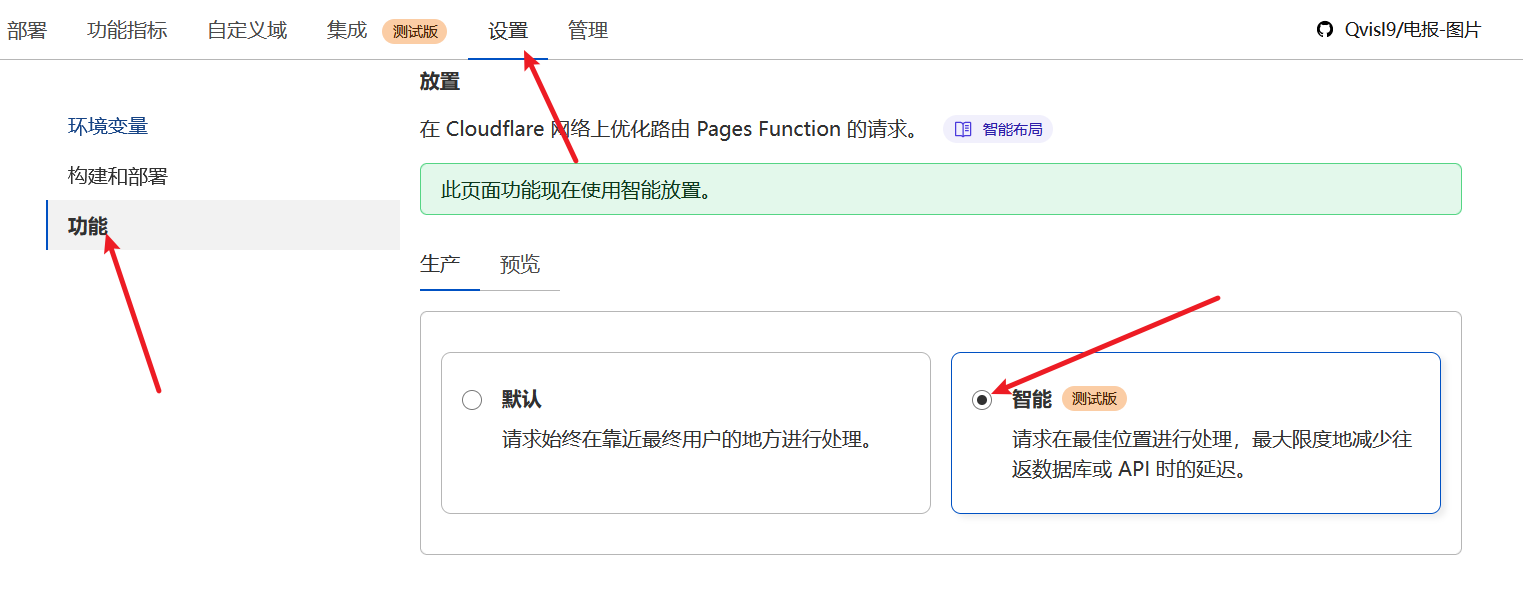 部署 功能指标 自定义域 集成 测试版 设置 管理 Qvisl9/电报-图片
环境变量
构建和部署
功能
放置
在 Cloudflare 网络上优化路由 Pages Function 的请求。 智能布局
此页面功能现在使用智能放置。
生产 预览
默认
请求始终在靠近最终用户的地方进行处理。
智能 测试版
请求在最佳位置进行处理，最大限度地减少往
返数据库或 API 时的延迟。